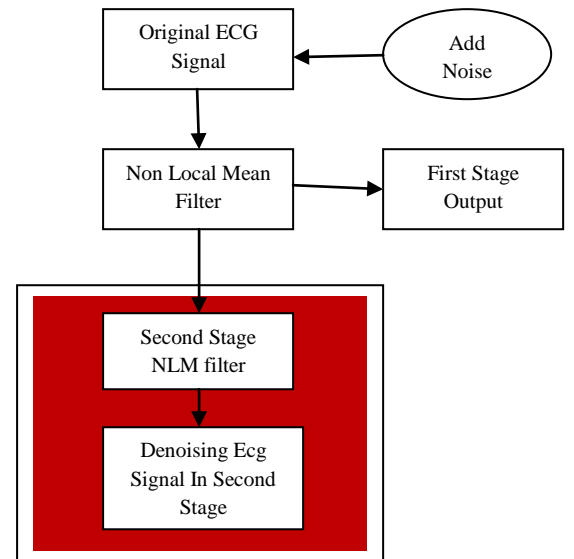 Original ECG
Signal
Add
Noise
Non Local Mean
Filter
First Stage
Output
Second Stage
NLM filter
Denoising Ecg
Signal In Second
Stage